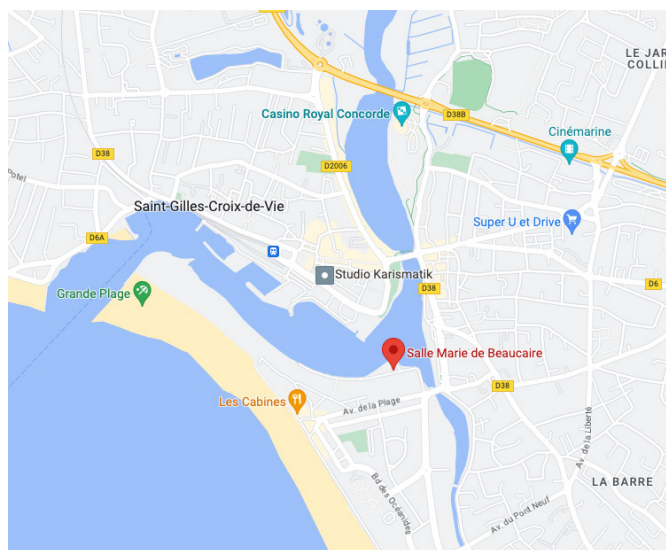 LE JAR
COLLI
Casino Royal Concorde
D38B
Cinémarine
D38
D2006
Potel
Saint-Gilles-Croix-de-Vie
Super U et Drive
D6A
Studio Karismatik
D6
Grande Plage
D38
Salle Marie de Beaucaire
D38
Les Cabines
Av. de la Plage
Av. de la Liberté
Bd des Océanides
LA BARRE
Av. du Pont Neuf